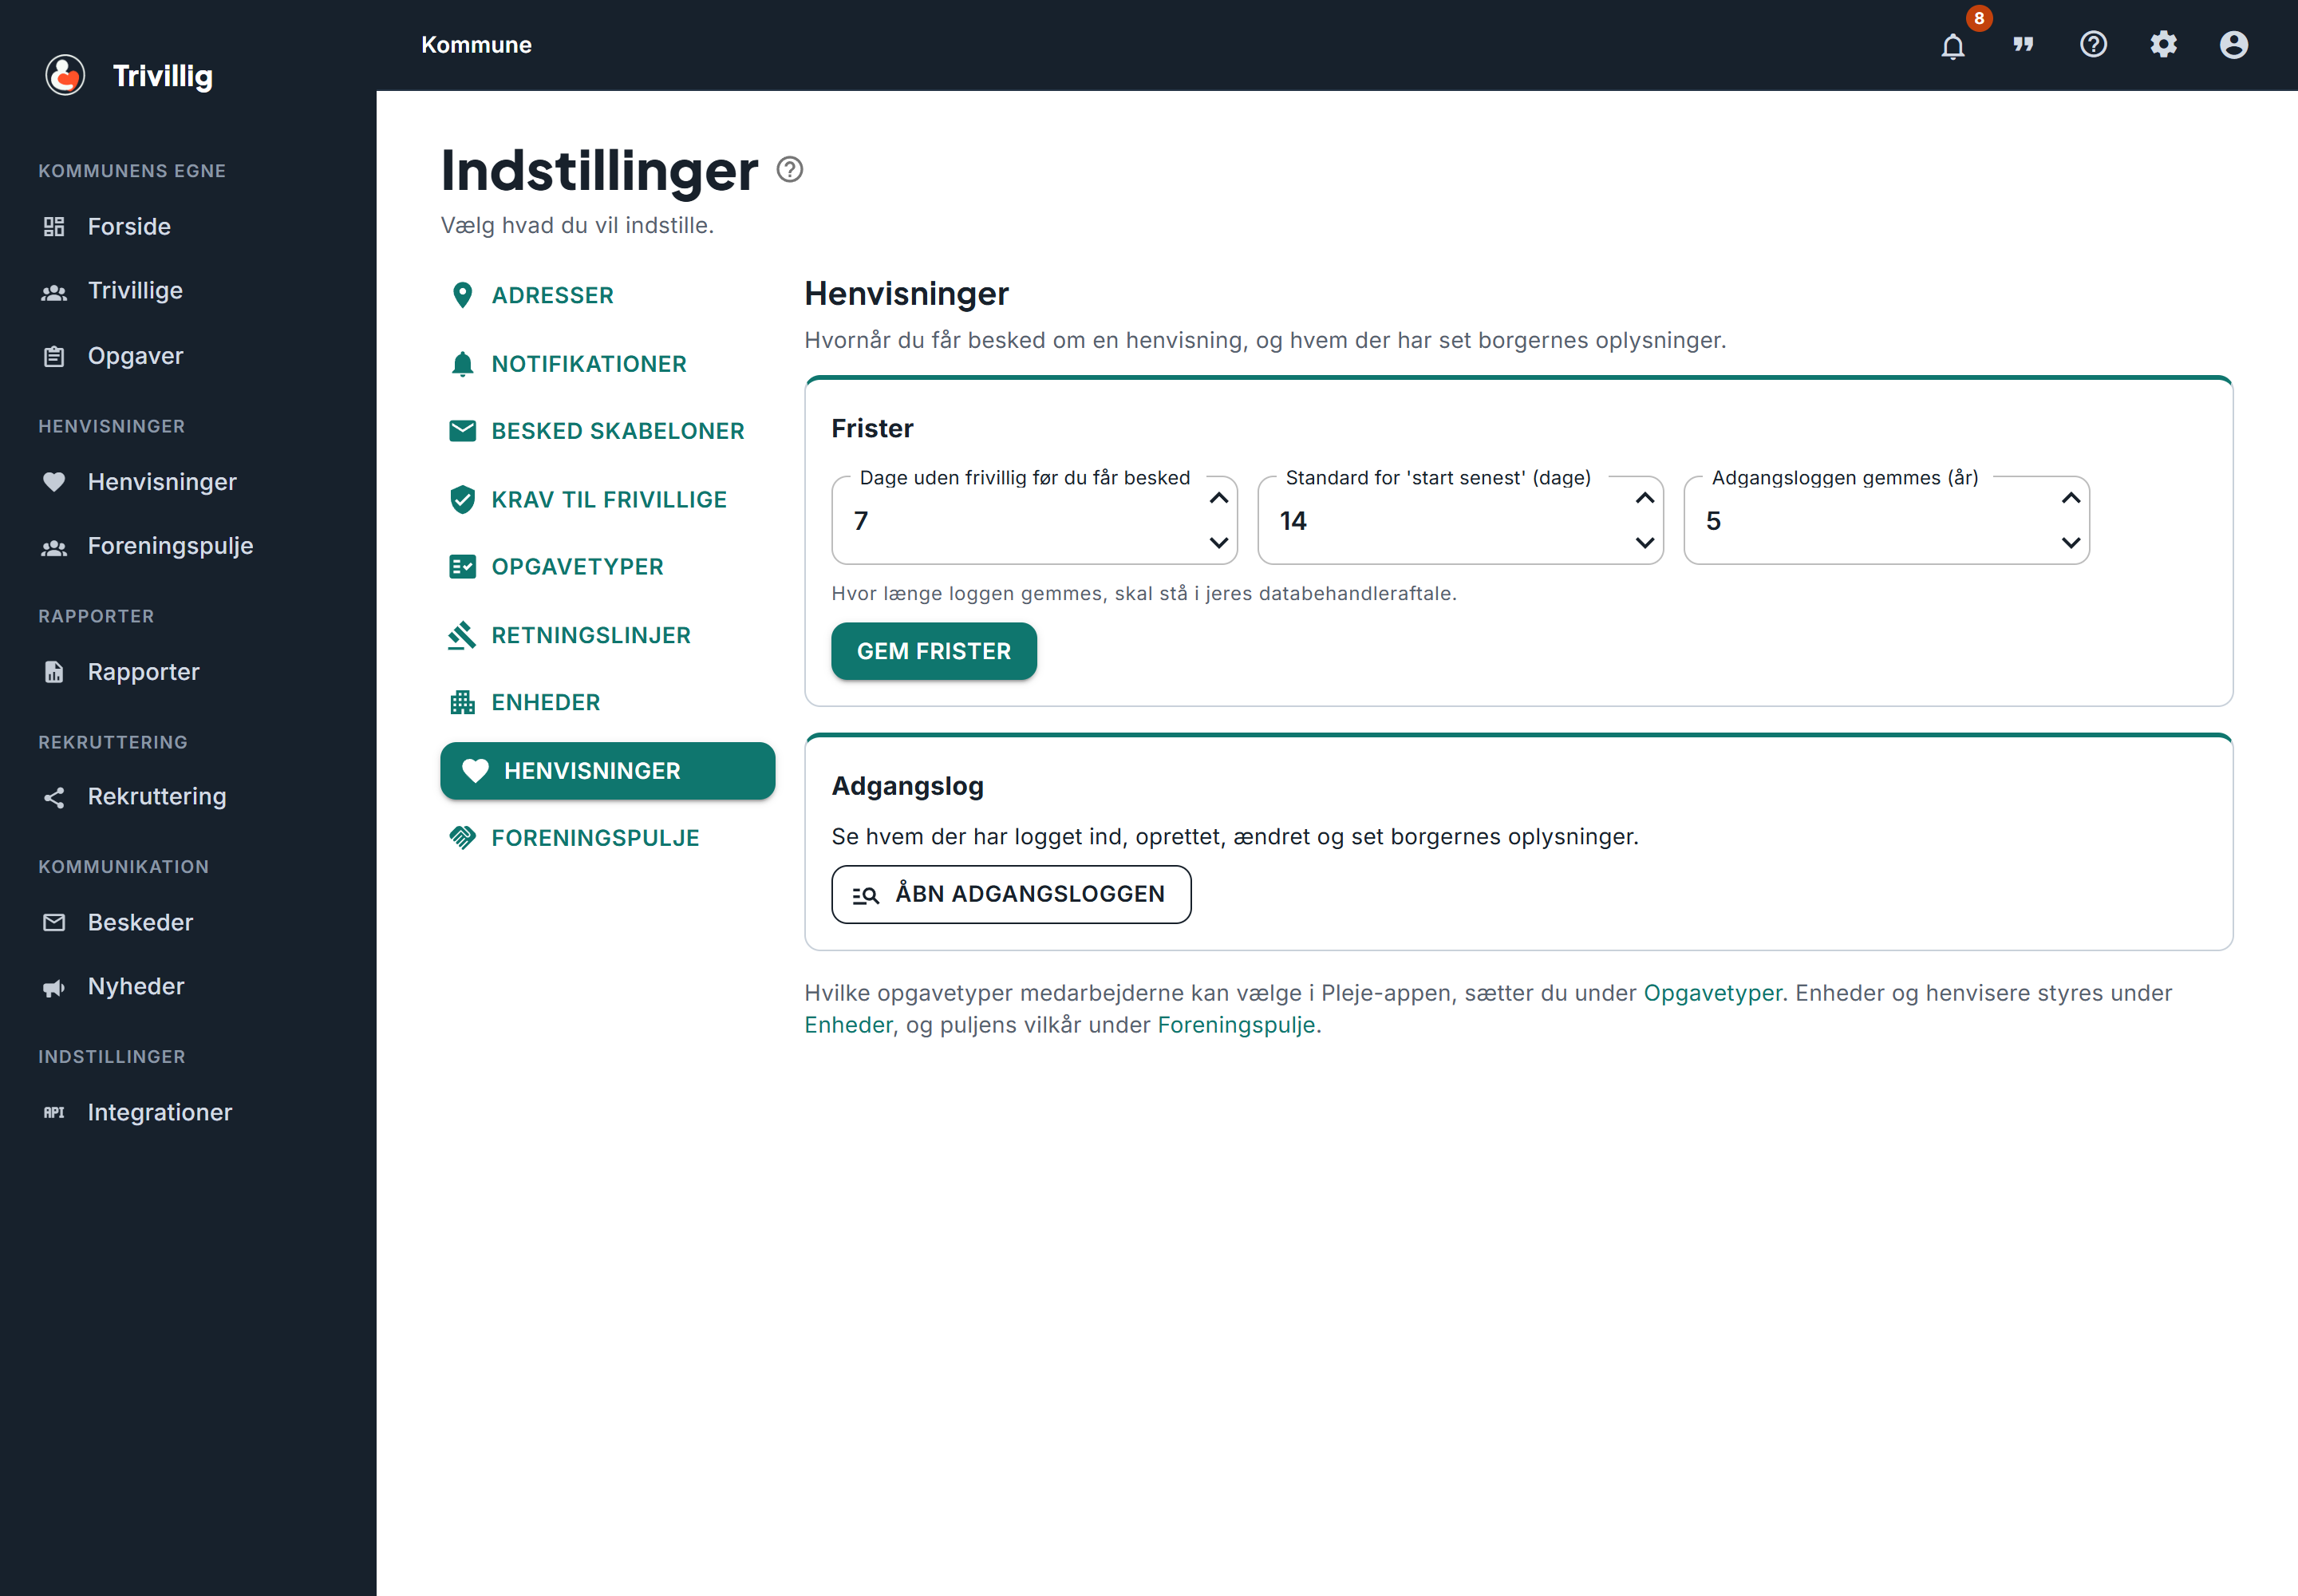 Trivillig
Kommune
8
KOMMUNENS EGNE
Forside
Trivillige
Opgaver
HENVISNINGER
Henvisninger
Foreningspulje
RAPPORTER
Rapporter
REKRUTTERING
Rekruttering
KOMMUNIKATION
Beskeder
Nyheder
INDSTILLINGER
API Integrationer
Indstillinger
Vælg hvad du vil indstille.
ADRESSER
NOTIFIKATIONER
BESKED SKABELONER
KRAV TIL FRIVILLIGE
OPGAVETYPER
RETNINGSLINJER
ENHEDER
HENVISNINGER
FORENINGSPULJE
Henvisninger
Hvornår du får besked om en henvisning, og hvem der har set borgernes oplysninger.
Frister
Dage uden frivillig før du får besked
7
Standard for 'start senest' (dage)
14
Adgangsloggen gemmes (år)
5
Hvor længe loggen gemmes, skal stå i jeres databehandleraftale.
GEM FRISTER
Adgangslog
Se hvem der har logget ind, oprettet, ændret og set borgernes oplysninger.
ÅBN ADGANGSLOGGEN
Hvilke opgavetyper medarbejderne kan vælge i Pleje-appen, sætter du under Opgavetyper. Enheder og henvisere styres under
Enheder, og puljens vilkår under Foreningspulje.